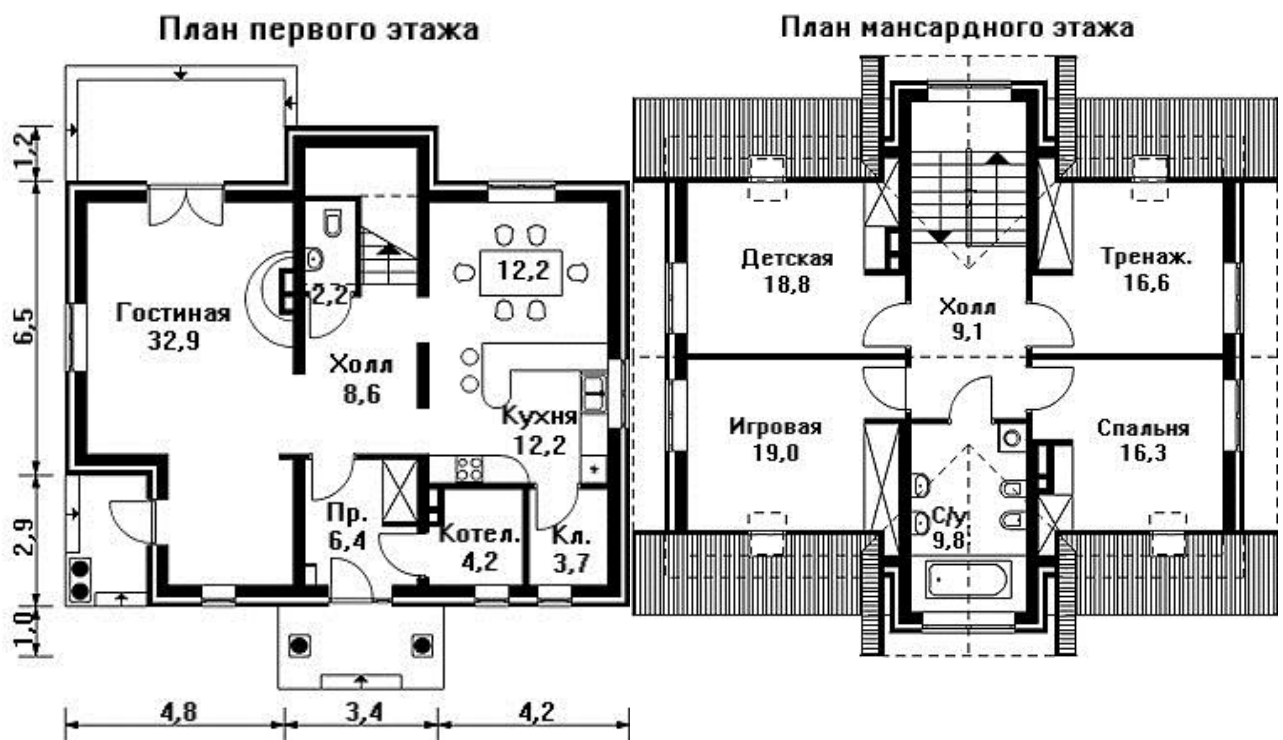 План первого этажа
План мансардного этажа
1,2
6,5
2,9
1,0
Гостиная
32,9
2,2
12,2
Холл
8,6
Кухня
12,2
Пр.
6,4
Котел.
4,2
Кл.
3,7
4,8
3,4
4,2
Детская
18,8
Тренаж.
16,6
Холл
9,1
Игровая
19,0
Спальня
16,3
С/у
9,8